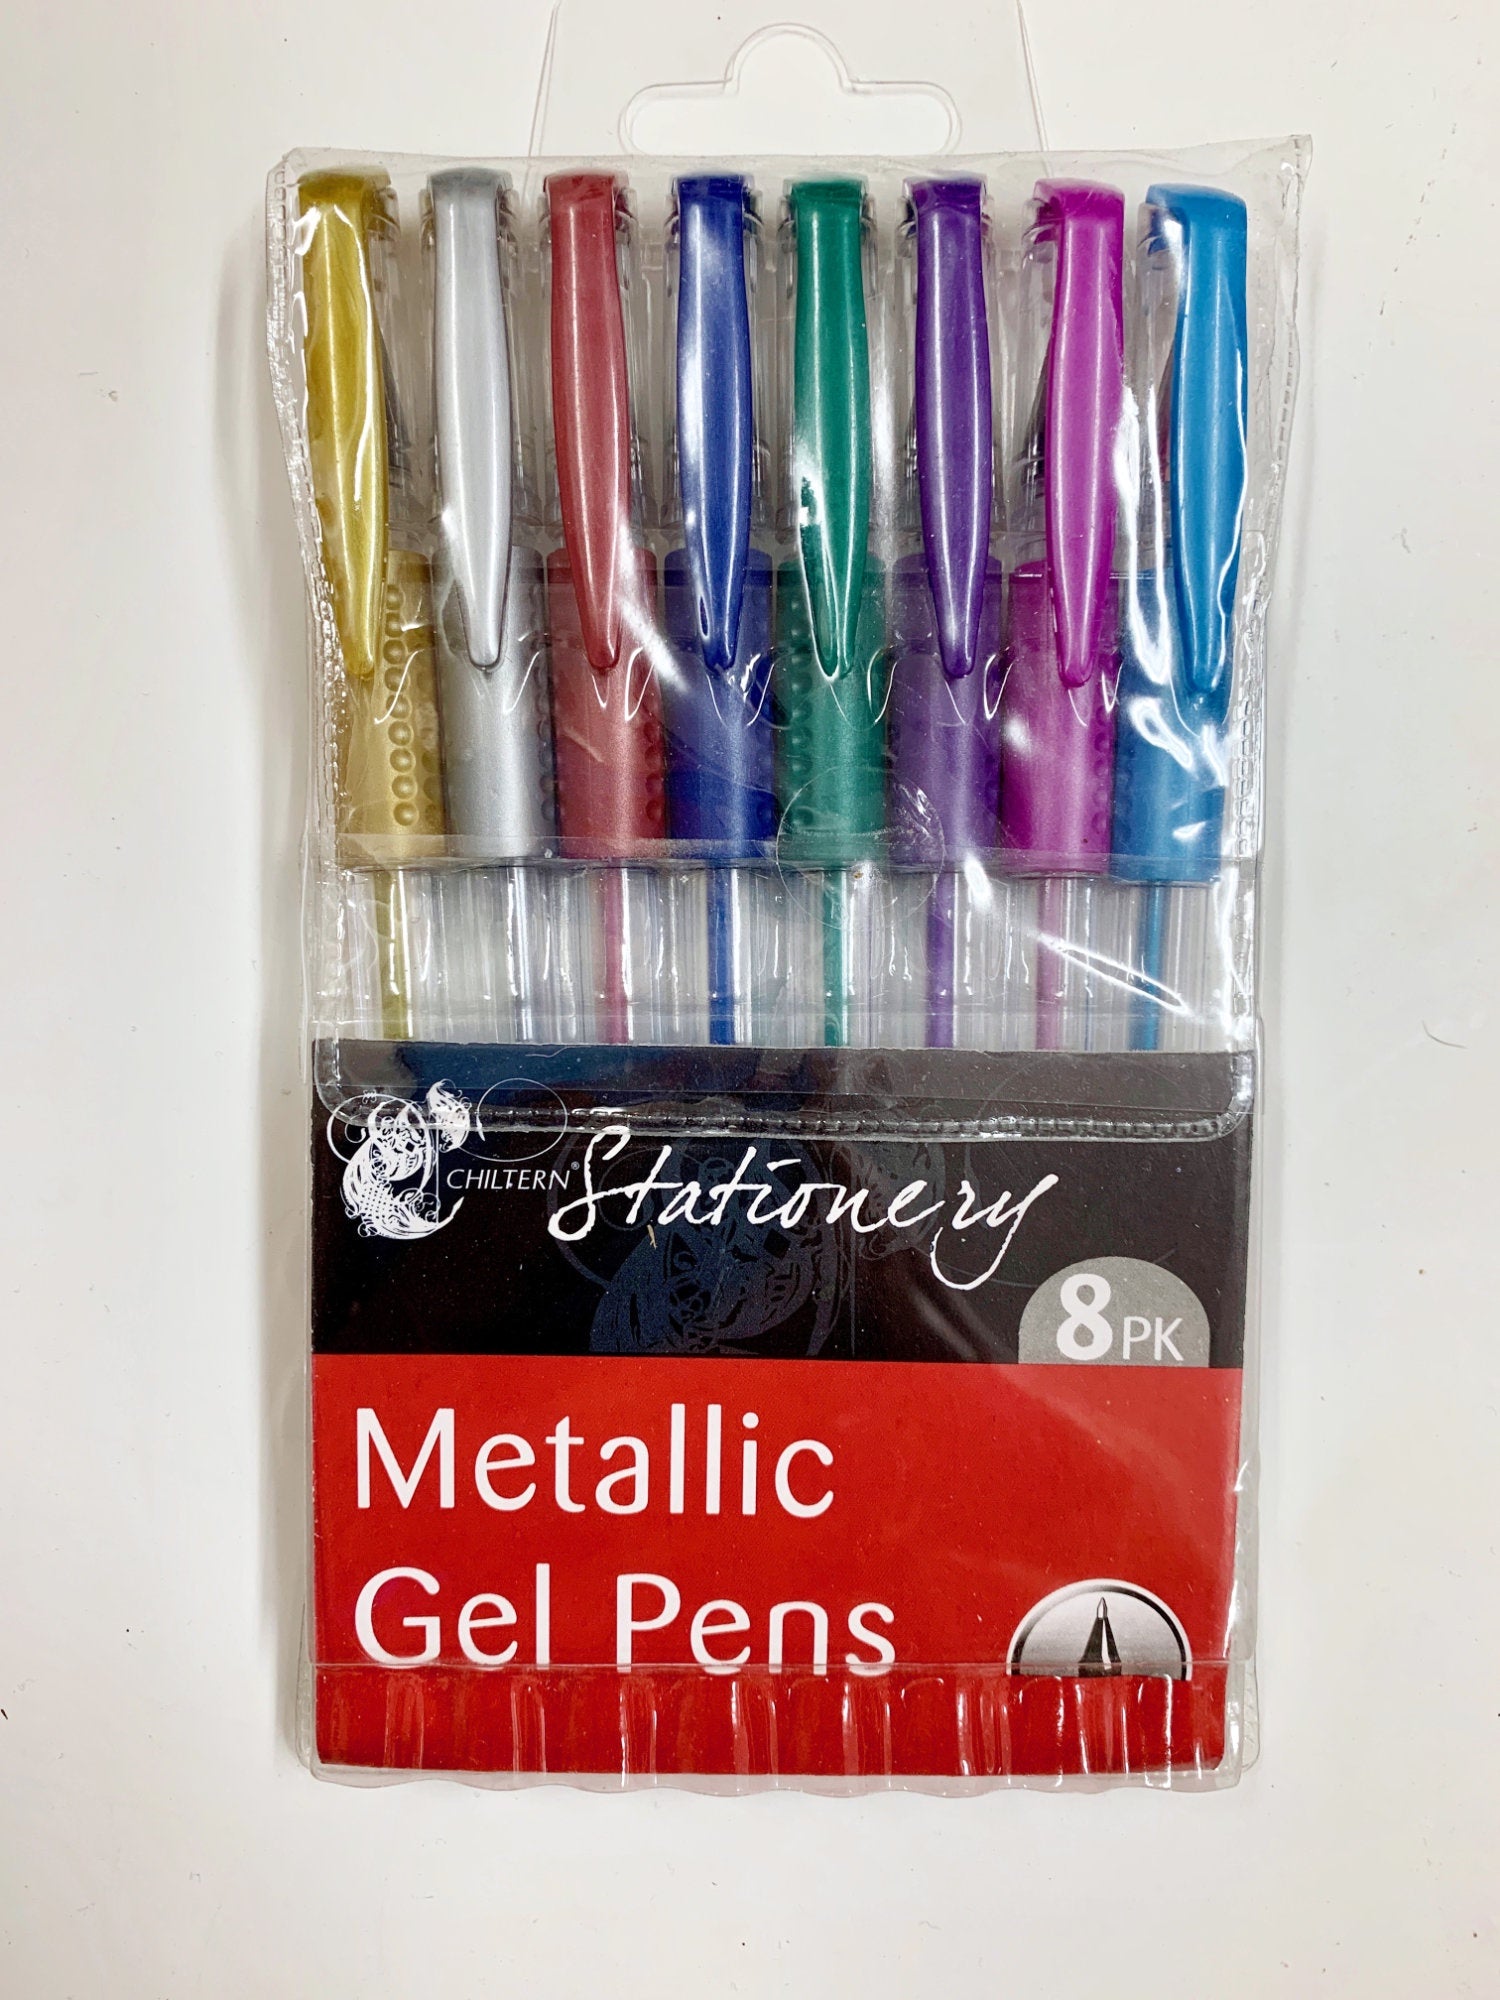 CHILTERN® Stationery
8PK
Metallic
Gel Pens